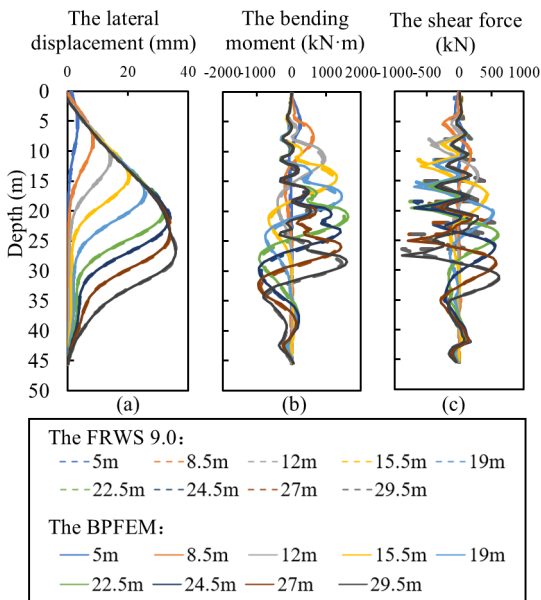 The lateral displacement (mm)
The bending moment (kN·m)
The shear force (kN)
0 20 40
-2000 -1000 0 1000 2000
-1000 -500 0 500 1000
Depth (m)
0
5
10
15
20
25
30
35
40
45
50
(a) (b) (c)
The FRWS 9.0：
5m 8.5m 12m 15.5m 19m
22.5m 24.5m 27m 29.5m
The BPFEM：
5m 8.5m 12m 15.5m 19m
22.5m 24.5m 27m 29.5m